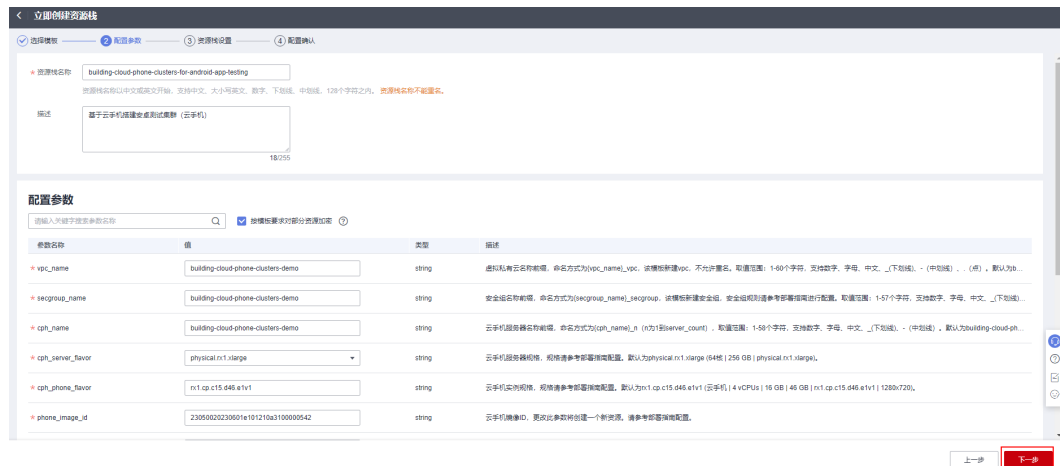 < 立即创建资源栈
选择模板 2 配置参数 3 资源栈设置 4 配置确认
* 资源栈名称 building-cloud-phone-clusters-for-android-app-testing
资源栈名称以中文或英文开始，支持中文、大小写英文、数字、下划线、中划线，128个字符之内。 资源栈名称不能重名。
描述 基于云手机搭建安卓测试集群（云手机）
18/255
配置参数
请输入关键字搜索参数名称 按模板要求对部分资源加密
参数名称 值 类型 描述
* vpc_name building-cloud-phone-clusters-demo string 虚拟私有云名称前缀，命名方式为{vpc_name}_vpc，该模板新建vpc，不允许重名。取值范围：1-60个字符，支持数字、字母、中文、_(下划线)、-（中划线）、.（点）。默认为b...
* secgroup_name building-cloud-phone-clusters-demo string 安全组名称前缀，命名方式为{secgroup_name}_secgroup，该模板新建安全组，安全组规则请参考部署指南进行配置。取值范围：1-57个字符，支持数字、字母、中文、_(下划线)...
* cph_name building-cloud-phone-clusters-demo string 云手机服务器名称前缀，命名方式为{cph_name}_n（n为1到server_count），取值范围：1-58个字符，支持数字、字母、中文、_(下划线)、-（中划线）。默认为building-cloud-ph...
* cph_server_flavor physical.rx1.xlarge string 云手机服务器规格，规格请参考部署指南配置。默认为physical.rx1.xlarge (64核 | 256 GB | physical.rx1.xlarge)。
* cph_phone_flavor rx1.cp.c15.d46.e1v1 string 云手机实例规格，规格请参考部署指南配置。默认为rx1.cp.c15.d46.e1v1 (云手机 | 4 vCPUs | 16 GB | 46 GB | rx1.cp.c15.d46.e1v1 | 1280x720)。
* phone_image_id 23050020230601e101210a3100000542 string 云手机镜像ID，更改此参数将创建一个新资源。请参考部署指南配置。
上一步 下一步